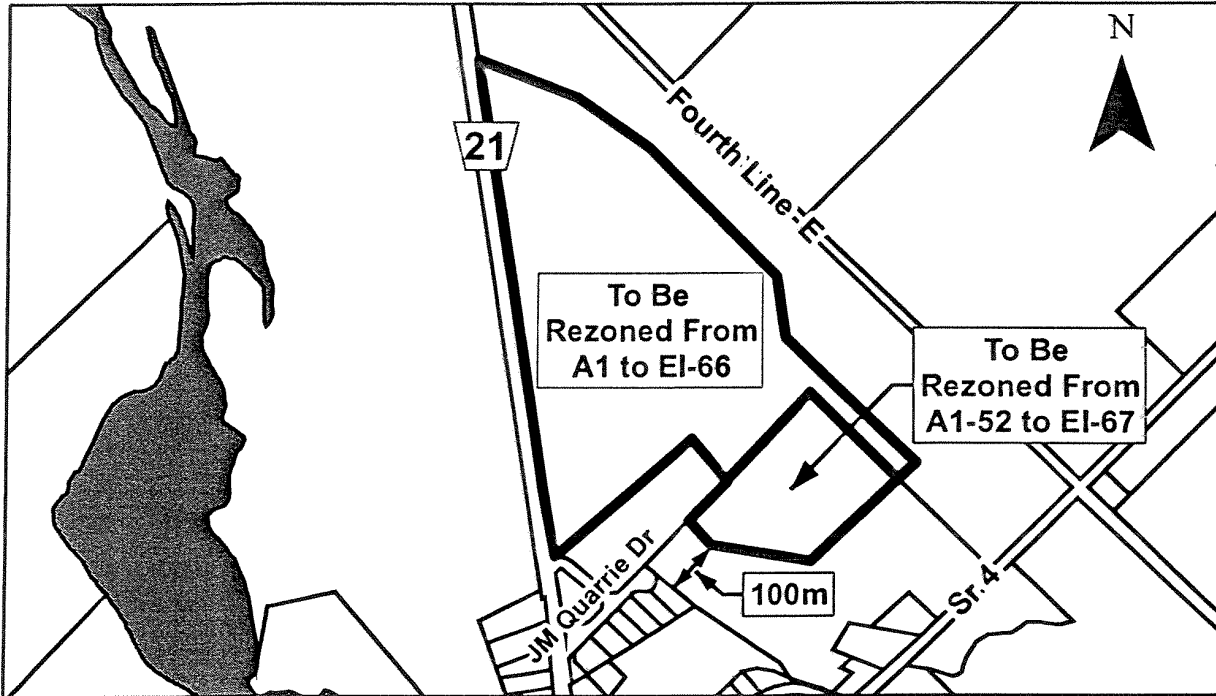 N
21
Fourth Line-E
To Be
Rezoned From
A1 to EI-66
To Be
Rezoned From
A1-52 to EI-67
JM Quarrie Dr
100m
Sr. 4